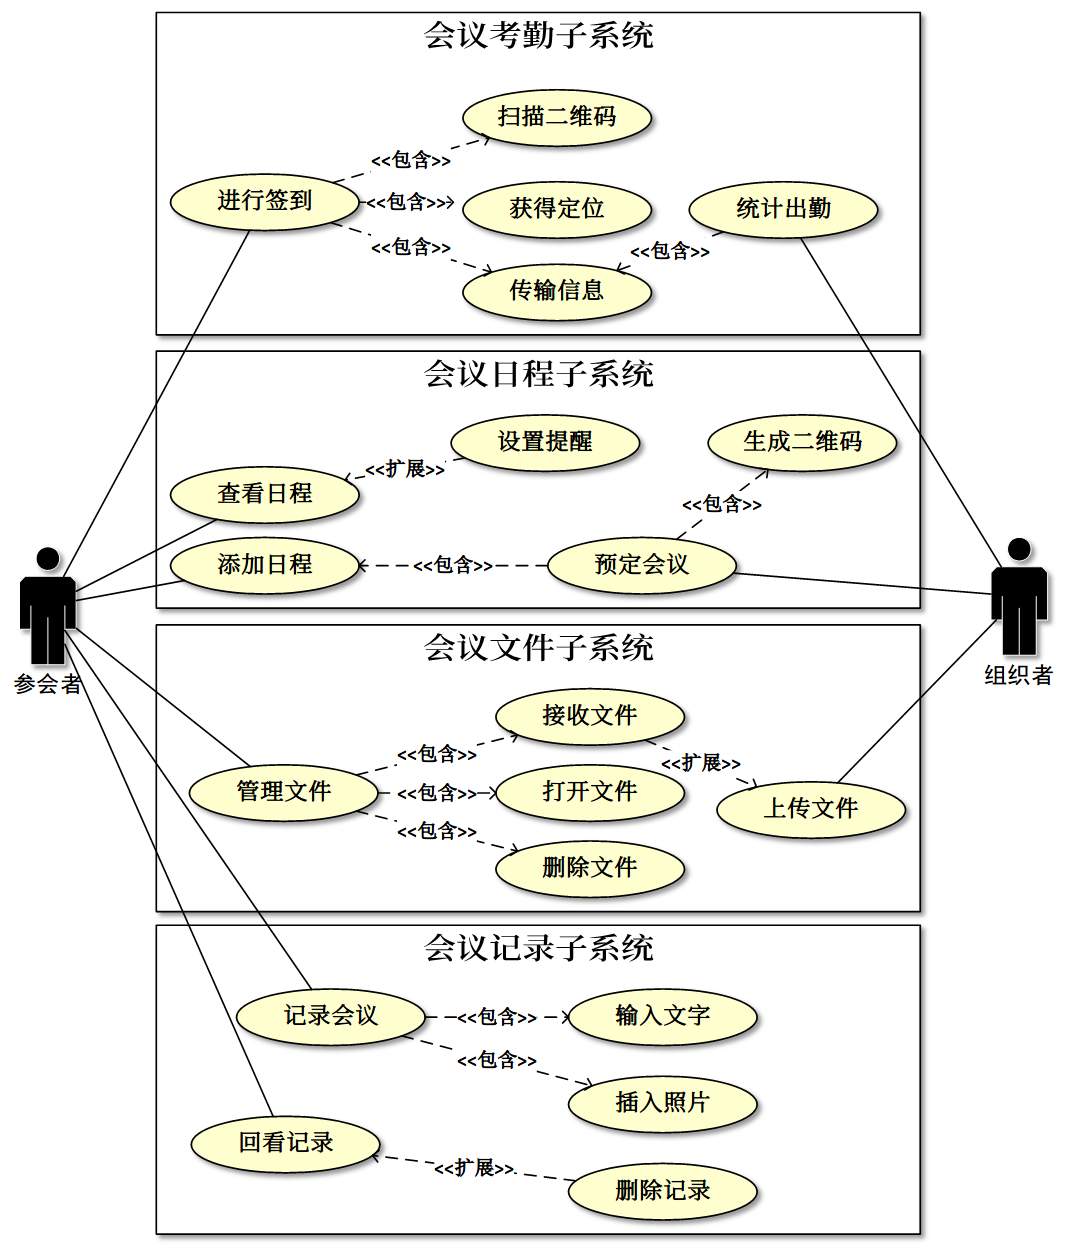 会议考勤子系统
扫描二维码
<<包含>>
进行签到
<<包含>>
获得定位
统计出勤
<<包含>>
<<包含>>
传输信息
会议日程子系统
设置提醒
生成二维码
<<扩展>>
查看日程
<<包含>>
添加日程
<<包含>>
预定会议
参会者
组织者
会议文件子系统
接收文件
<<包含>>
<<扩展>>
管理文件
<<包含>>
打开文件
上传文件
<<包含>>
删除文件
会议记录子系统
记录会议
<<包含>>
输入文字
<<包含>>
插入照片
回看记录
<<扩展>>
删除记录